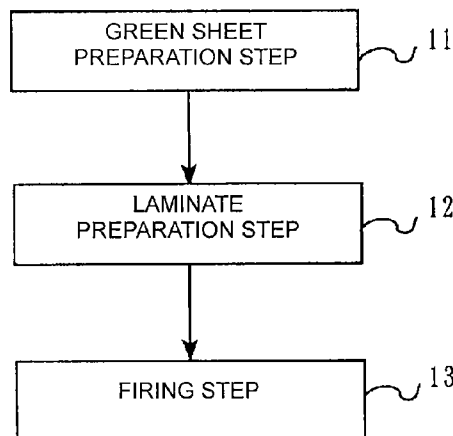 GREEN SHEET
PREPARATION STEP
11
LAMINATE
PREPARATION STEP
12
FIRING STEP
13